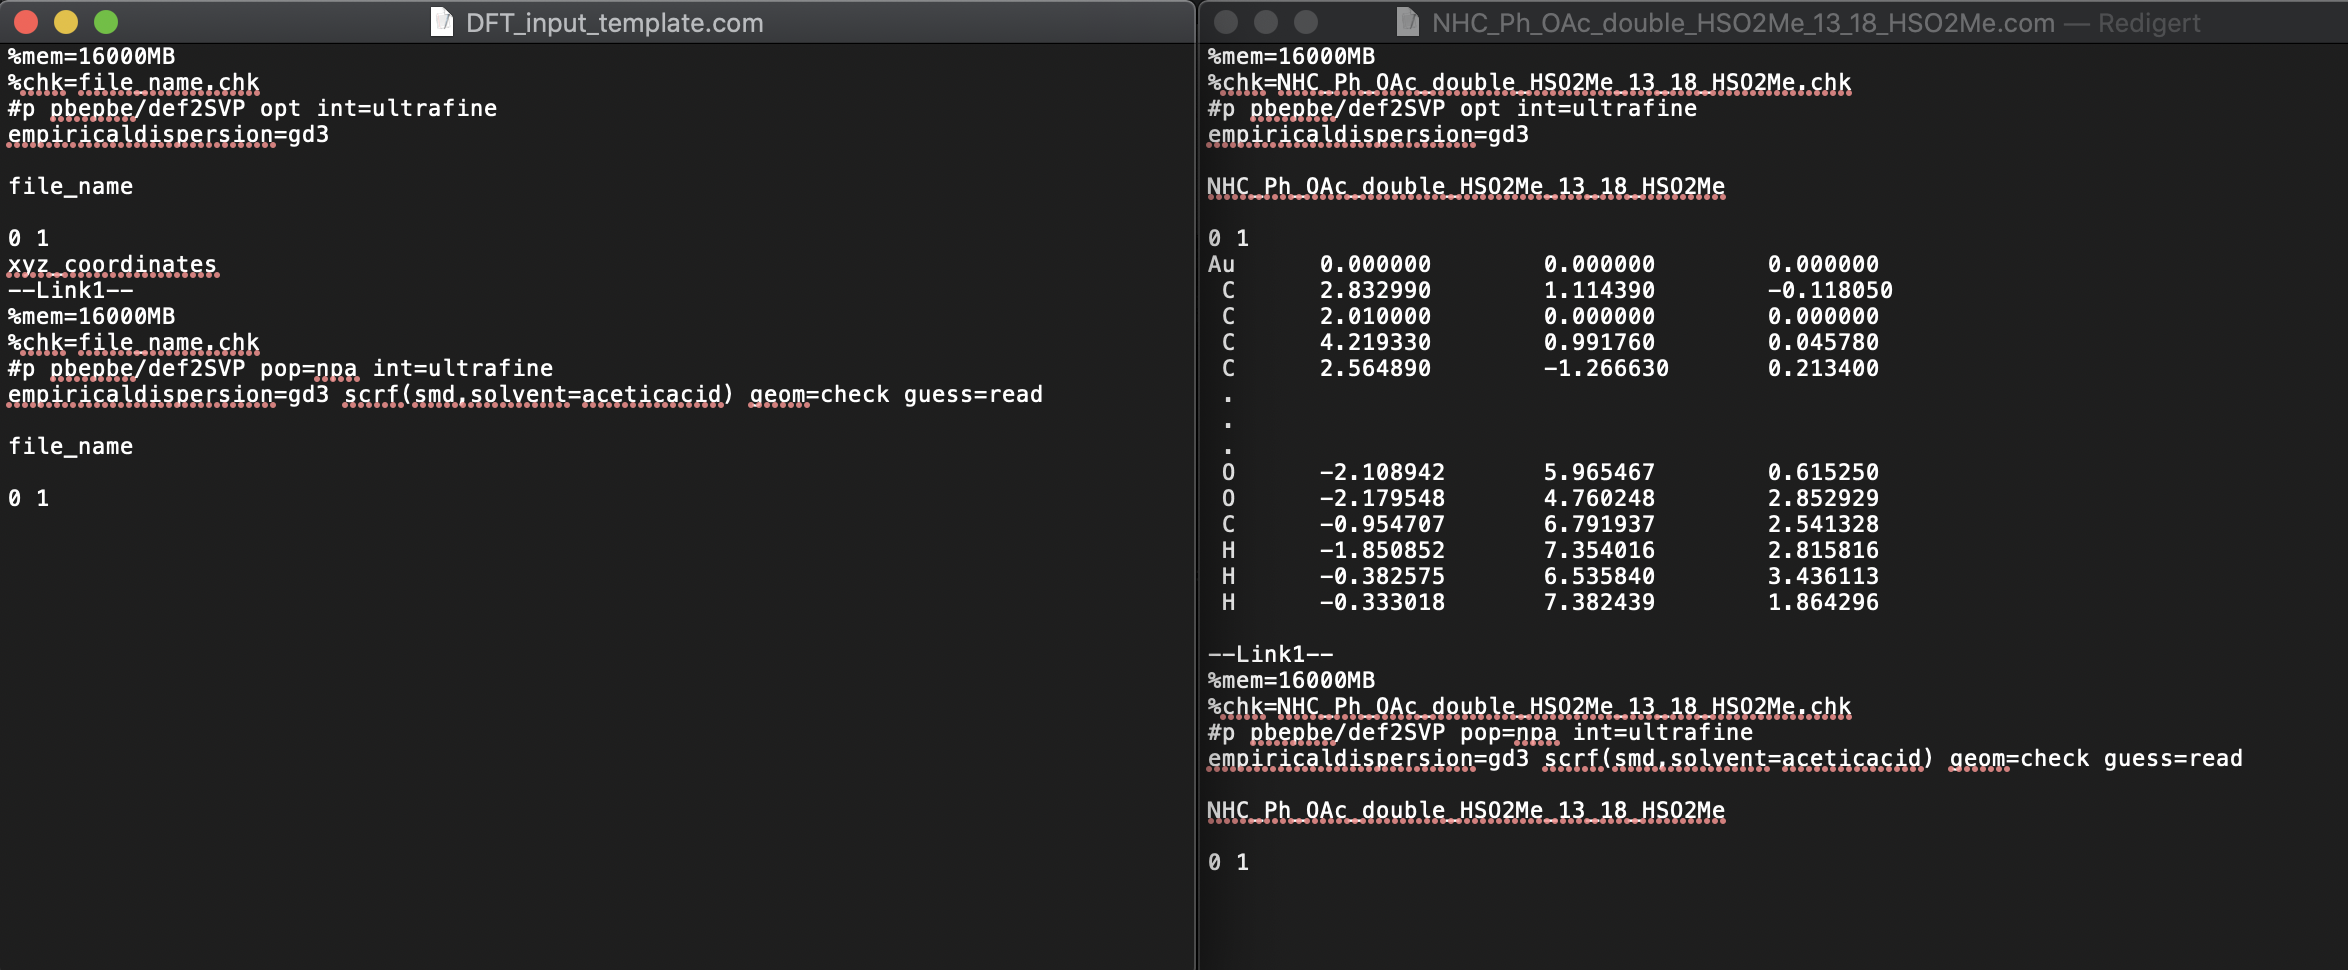 DFT_input_template.com
%mem=16000MB
%chk=file_name.chk
#p pbepbe/def2SVP opt int=ultrafine
empiricaldispersion=gd3
file_name
0 1
xyz_coordinates
--Link1--
%mem=16000MB
%chk=file_name.chk
#p pbepbe/def2SVP pop=npa int=ultrafine
empiricaldispersion=gd3 scrf(smd,solvent=aceticacid) geom=check guess=read
file_name
0 1
NHC_Ph_OAc_double_HSO2Me_13_18_HSO2Me.com — Redigert
%mem=16000MB
%chk=NHC_Ph_OAc_double_HSO2Me_13_18_HSO2Me.chk
#p pbepbe/def2SVP opt int=ultrafine
empiricaldispersion=gd3
NHC_Ph_OAc_double_HSO2Me_13_18_HSO2Me
0 1
Au 0.000000 0.000000 0.000000
C 2.832990 1.114390 -0.118050
C 2.010000 0.000000 0.000000
C 4.219330 0.991760 0.045780
C 2.564890 -1.266630 0.213400
.
.
.
O -2.108942 5.965467 0.615250
O -2.179548 4.760248 2.852929
C -0.954707 6.791937 2.541328
H -1.850852 7.354016 2.815816
H -0.382575 6.535840 3.436113
H -0.333018 7.382439 1.864296
--Link1--
%mem=16000MB
%chk=NHC_Ph_OAc_double_HSO2Me_13_18_HSO2Me.chk
#p pbepbe/def2SVP pop=npa int=ultrafine
empiricaldispersion=gd3 scrf(smd,solvent=aceticacid) geom=check guess=read
NHC_Ph_OAc_double_HSO2Me_13_18_HSO2Me
0 1